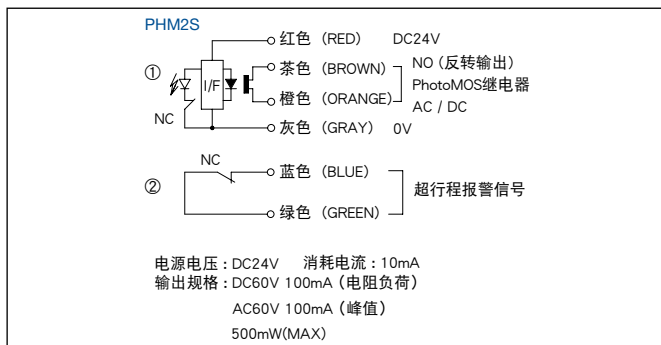 PHM2S
红色 (RED) DC24V
① I/F 茶色 (BROWN) NO (反转输出)
PhotoMOS继电器
橙色 (ORANGE) AC / DC
NC
灰色 (GRAY) 0V
NC
② 蓝色 (BLUE)
超行程报警信号
绿色 (GREEN)
电源电压 : DC24V 消耗电流 : 10mA
输出规格 : DC60V 100mA (电阻负荷)
AC60V 100mA (峰值)
500mW(MAX)